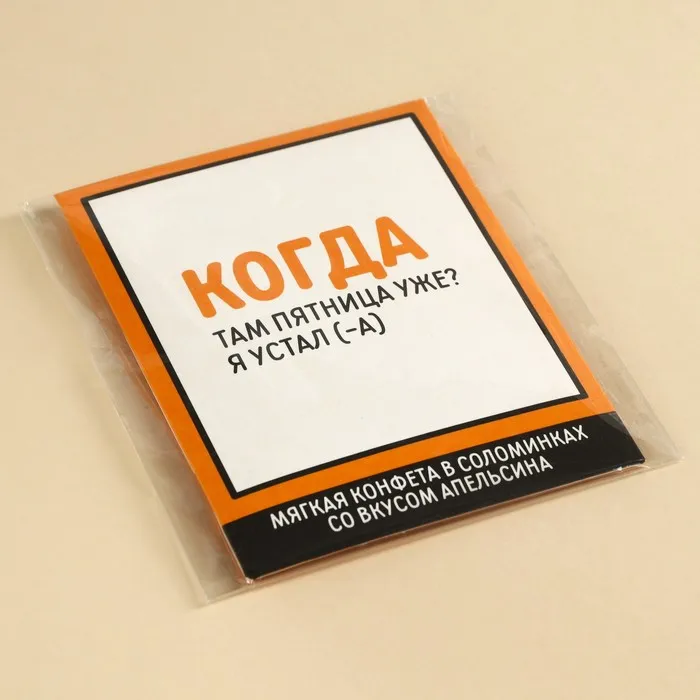 КОГДА
ТАМ ПЯТНИЦА УЖЕ?
Я УСТАЛ (-А)
МЯГКАЯ КОНФЕТА В СОЛОМИНКАХ
СО ВКУСОМ АПЕЛЬСИНА